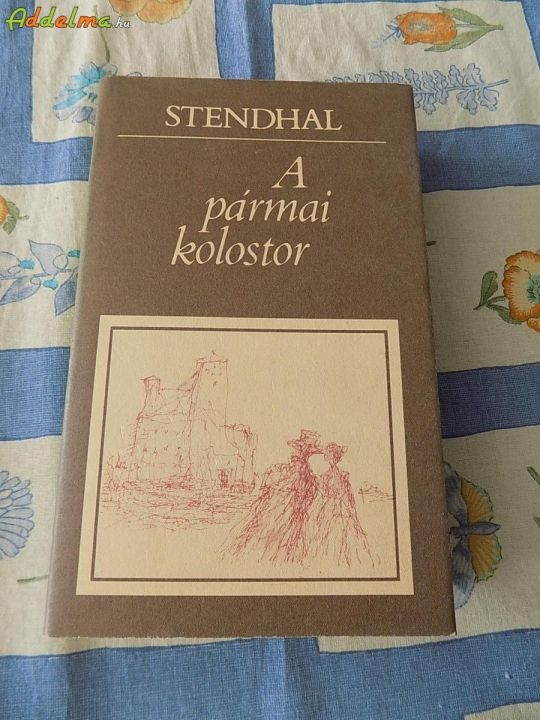 Addelma.hu
STENDHAL
A
pármai
kolostor